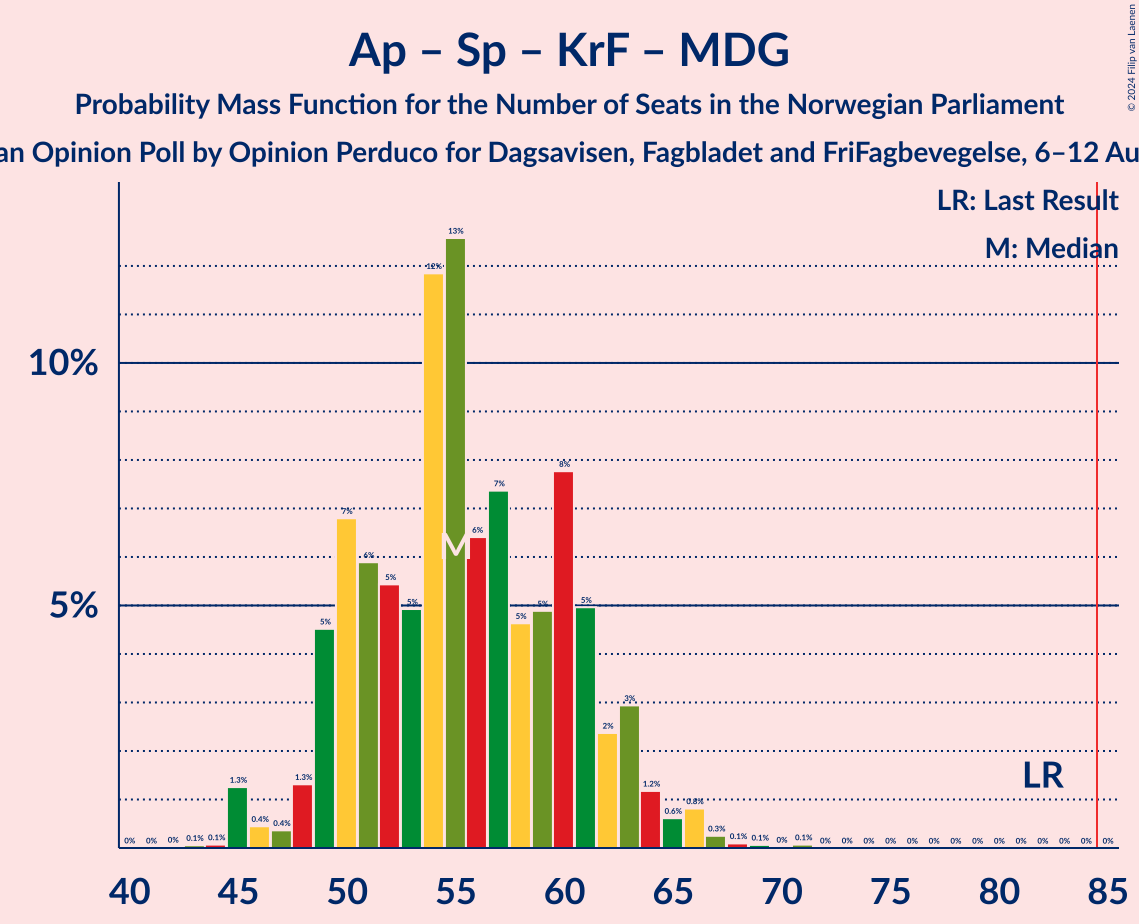 © 2024 Filip van Laenen
Ap – Sp – KrF – MDG
Probability Mass Function for the Number of Seats in the Norwegian Parliament
an Opinion Poll by Opinion Perduco for Dagsavisen, Fagbladet and FriFagbevegelse, 6–12 Au
LR: Last Result
M: Median
10%
5%
0% 0% 0% 0.1% 0.1% 1.3% 0.4% 0.4% 1.3% 5% 7% 6% 5% 5% 12% 13% 6% 7% 5% 5% 8% 5% 2% 3% 1.2% 0.6% 0.8% 0.3% 0.1% 0.1% 0% 0.1% 0% 0% 0% 0% 0% 0% 0% 0% 0% 0% 0% 0% 0% 0%
M
LR
40 45 50 55 60 65 70 75 80 85